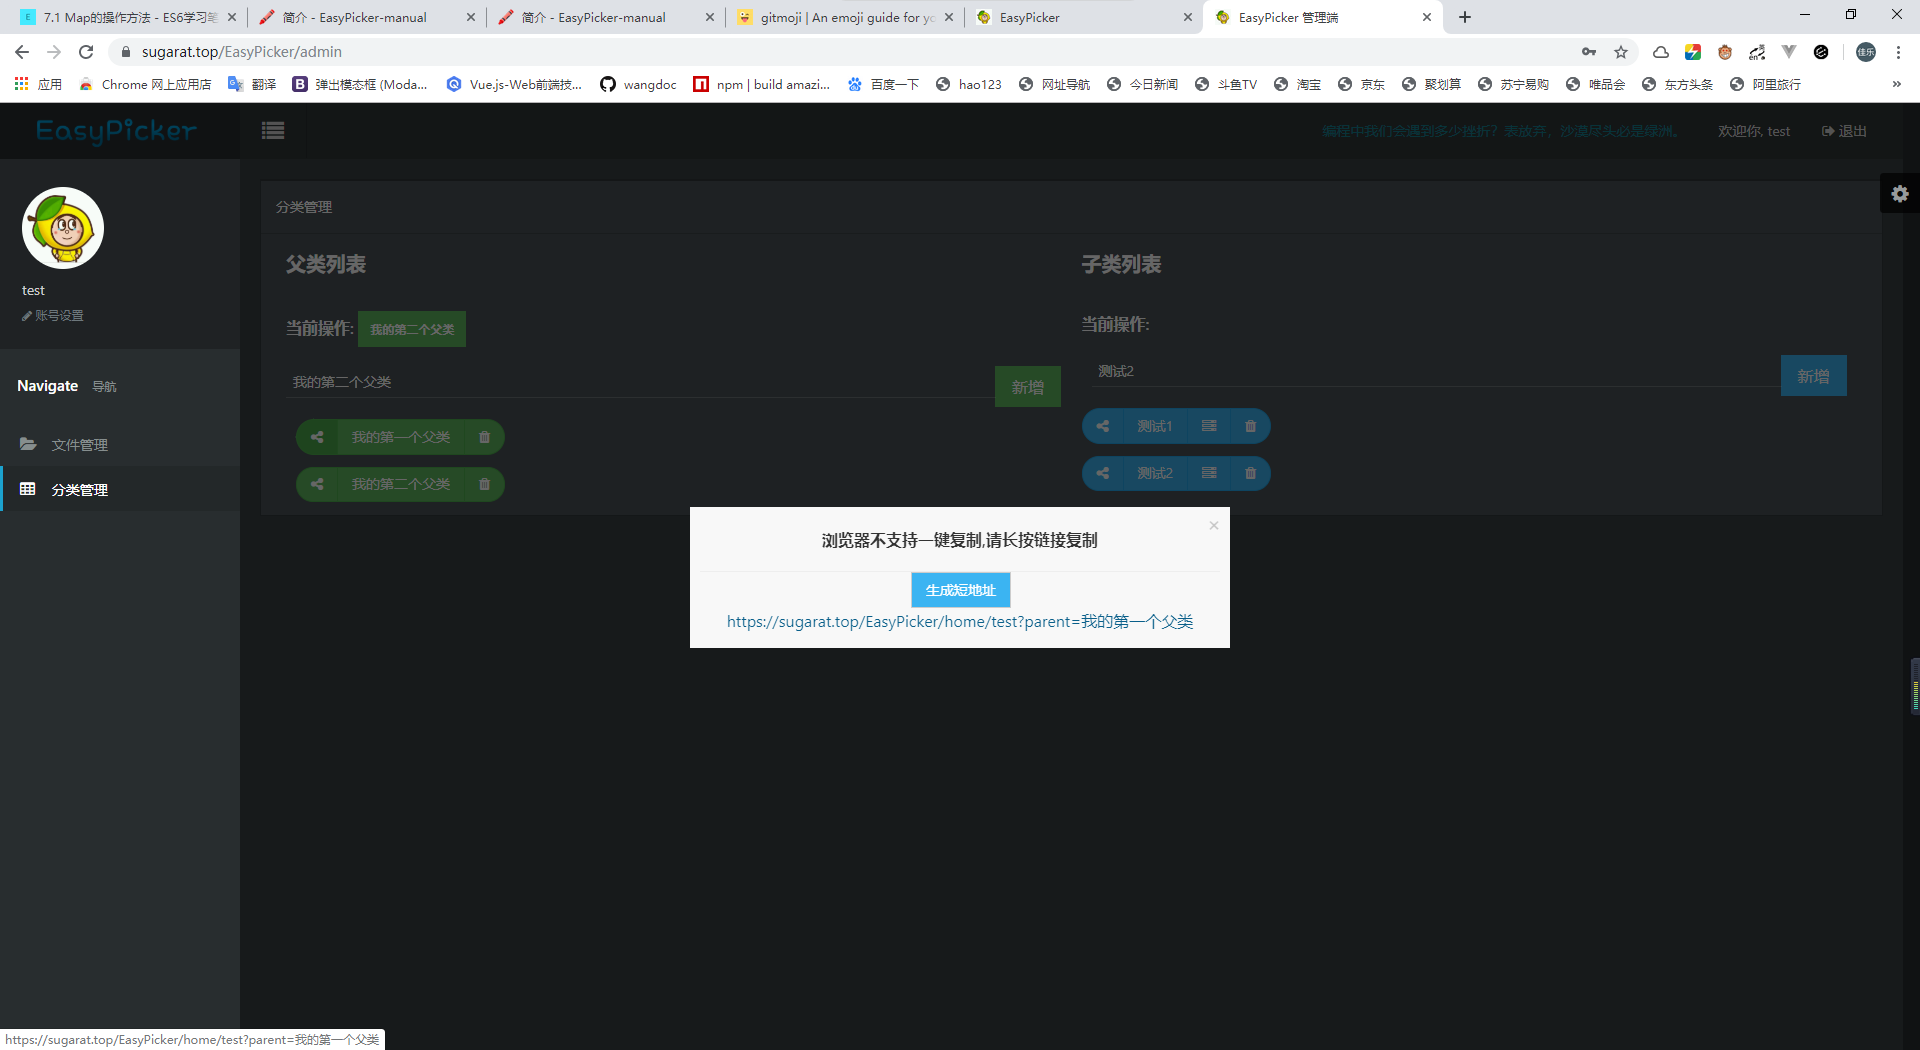 7.1 Map的操作方法 - ES6学习笔
简介 - EasyPicker-manual
简介 - EasyPicker-manual
gitmoji | An emoji guide for yo
EasyPicker
EasyPicker 管理端
sugarat.top/EasyPicker/admin
佳乐
应用
Chrome 网上应用店
翻译
弹出模态框 (Moda...
Vue.js-Web前端技...
wangdoc
npm | build amazi...
百度一下
hao123
网址导航
今日新闻
斗鱼TV
淘宝
京东
聚划算
苏宁易购
唯品会
东方头条
阿里旅行
EasyPicker
编程中我们会遇到多少挫折？表放弃，沙漠尽头必是绿洲。
欢迎你, test
退出
test
账号设置
Navigate 导航
文件管理
分类管理
分类管理
父类列表
当前操作: 我的第二个父类
我的第二个父类
新增
我的第一个父类
我的第二个父类
子类列表
当前操作:
测试2
新增
测试1
测试2
浏览器不支持一键复制,请长按链接复制
×
生成短地址
https://sugarat.top/EasyPicker/home/test?parent=我的第一个父类
https://sugarat.top/EasyPicker/home/test?parent=我的第一个父类